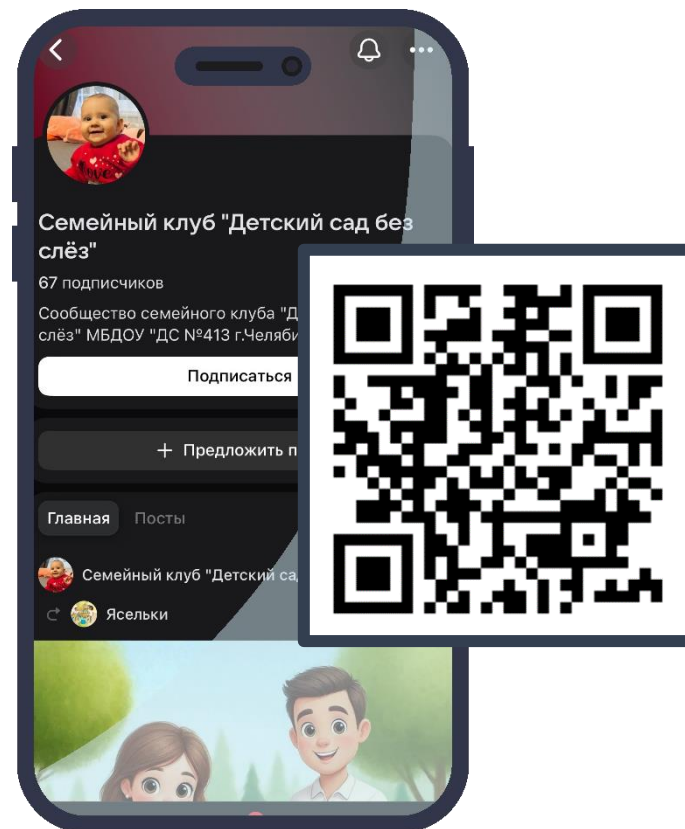 Семейный клуб "Детский сад без
слёз"
67 подписчиков
Сообщество семейного клуба "Д
слёз" МБДОУ "ДС №413 г.Челяби
Подписаться
+ Предложить п
Главная Посты
Семейный клуб "Детский са
Ясельки